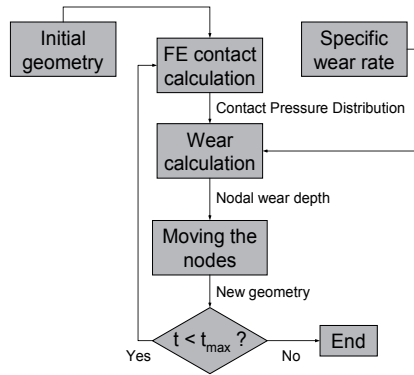 Initial
geometry
FE contact
calculation
Specific
wear rate
Contact Pressure Distribution
Wear
calculation
Nodal wear depth
Moving the
nodes
New geometry
t < tmax ?
Yes
No
End